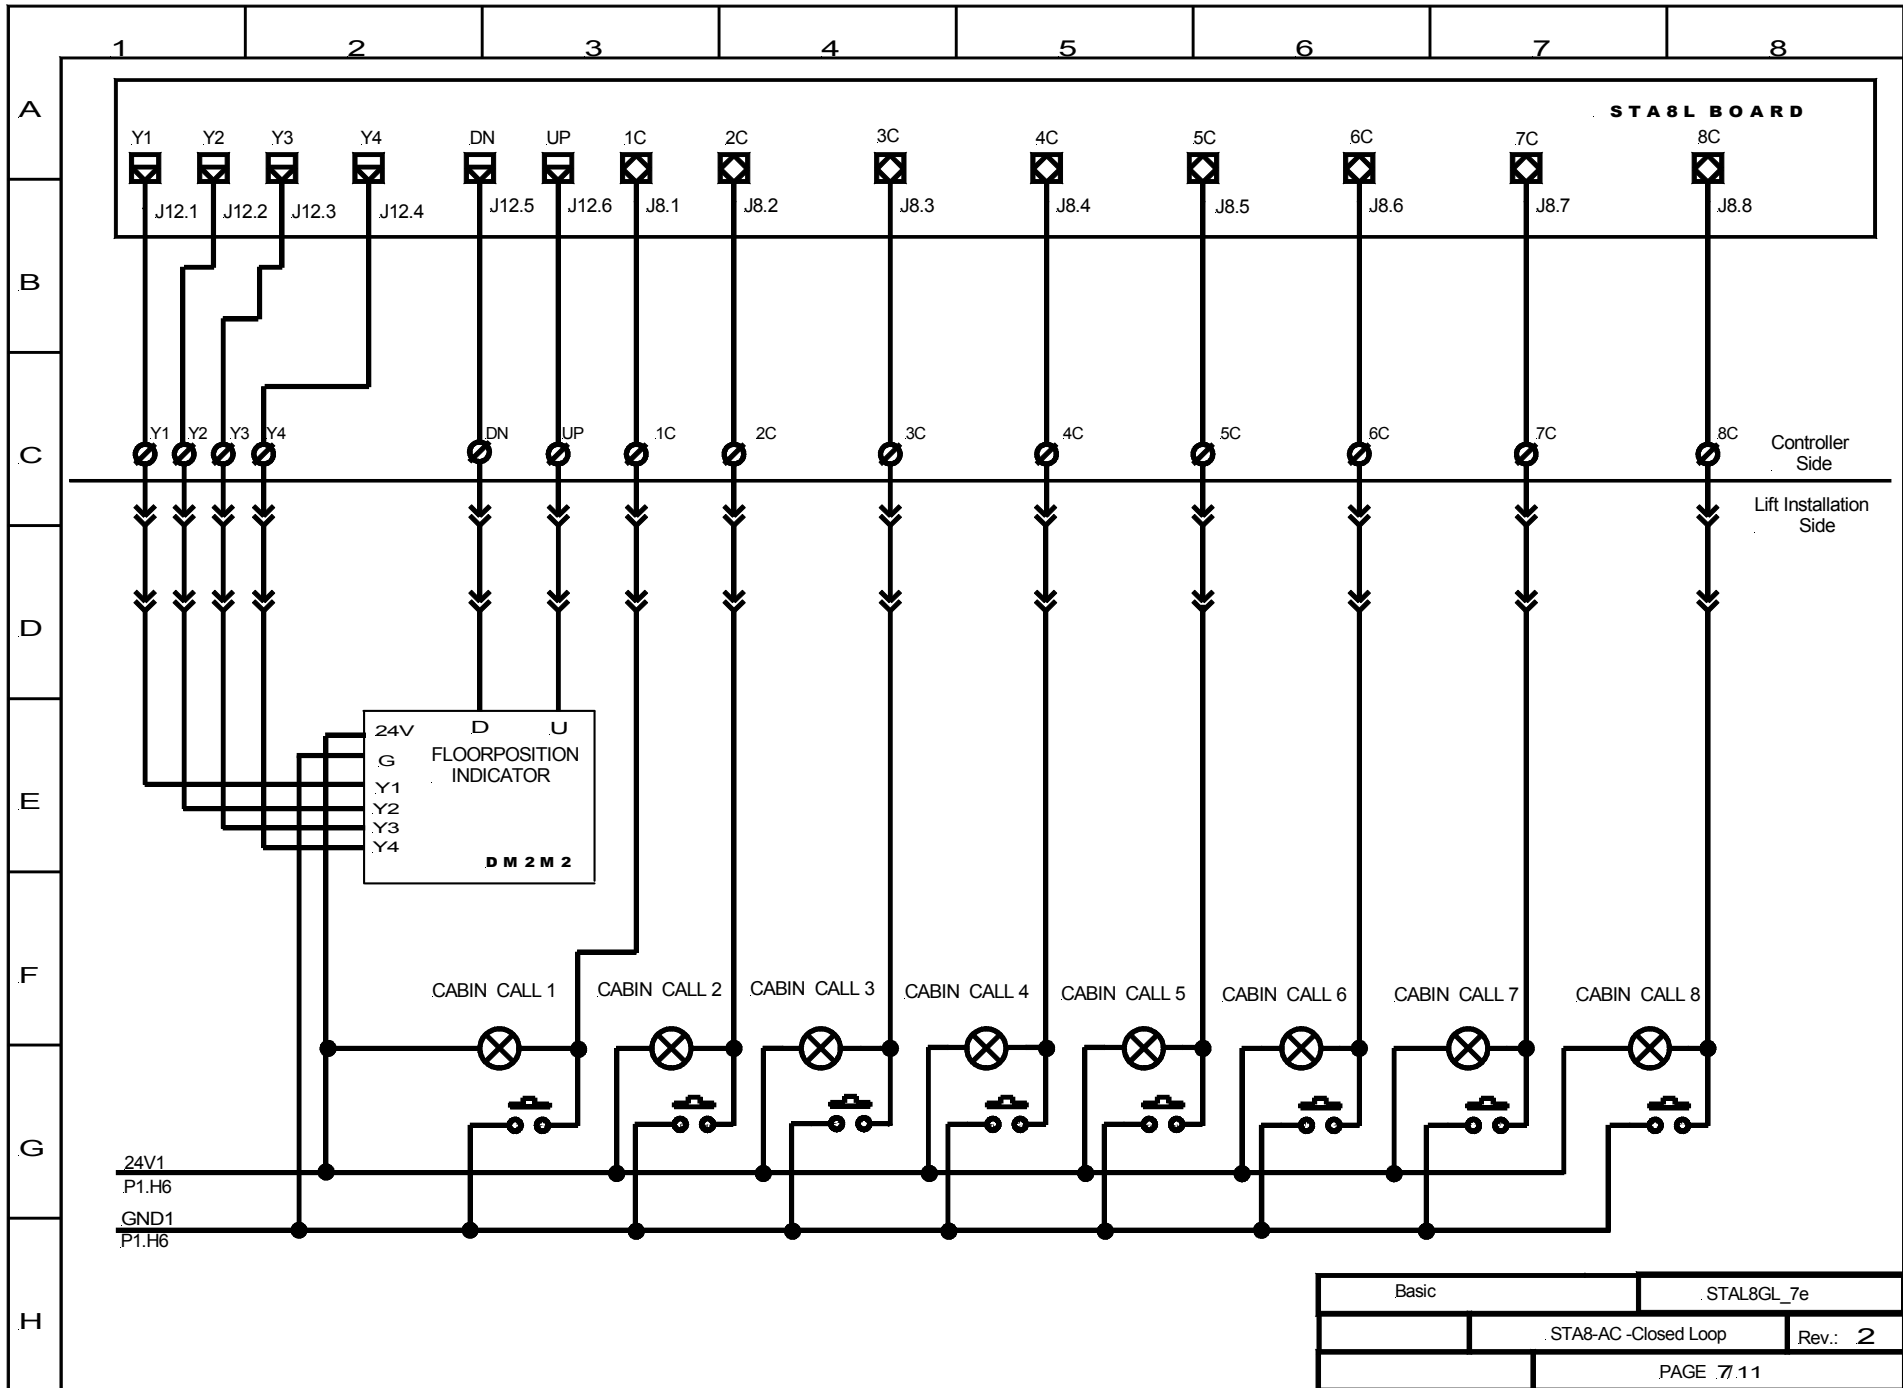 1 2 3 4 5 6 7 8
A
STA8L BOARD
Y1 Y2 Y3 Y4 DN UP 1C 2C 3C 4C 5C 6C 7C 8C
J12.1 J12.2 J12.3 J12.4 J12.5 J12.6 J8.1 J8.2 J8.3 J8.4 J8.5 J8.6 J8.7 J8.8
B
Y1 Y2 Y3 Y4 DN UP 1C 2C 3C 4C 5C 6C 7C 8C
C
Controller
Side
Lift Installation
Side
D
24V D U
G FLOORPOSITION
INDICATOR
Y1
E
Y2
Y3
Y4
DM2M2
F
CABIN CALL 1 CABIN CALL 2 CABIN CALL 3 CABIN CALL 4 CABIN CALL 5 CABIN CALL 6 CABIN CALL 7 CABIN CALL 8
G
24V1
P1.H6
GND1
P1.H6
H
Basic STAL8GL_7e
STA8-AC -Closed Loop Rev.: 2
PAGE 7/11